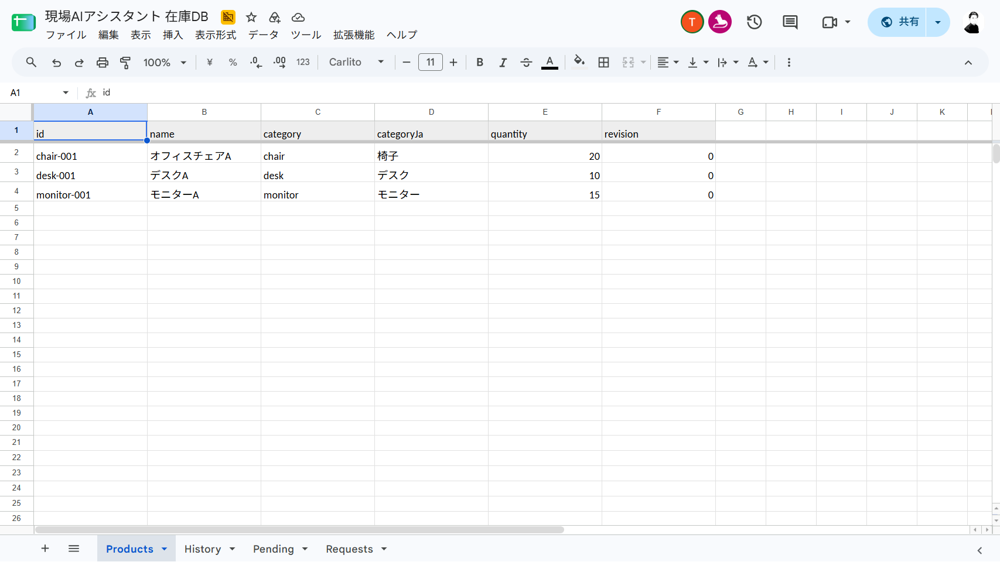 現場AIアシスタント 在庫DB
ファイル 編集 表示 挿入 表示形式 データ ツール 拡張機能 ヘルプ
T
共有
100% ¥ % .0 .00 123 Carlito 11 B I A A
A1 fx id
A B C D E F G H I J K
1 id name category categoryJa quantity revision
2 chair-001 オフィスチェアA chair 椅子 20 0
3 desk-001 デスクA desk デスク 10 0
4 monitor-001 モニターA monitor モニター 15 0
5
6
7
8
9
10
11
12
13
14
15
16
17
18
19
20
21
22
23
24
25
26
Products History Pending Requests